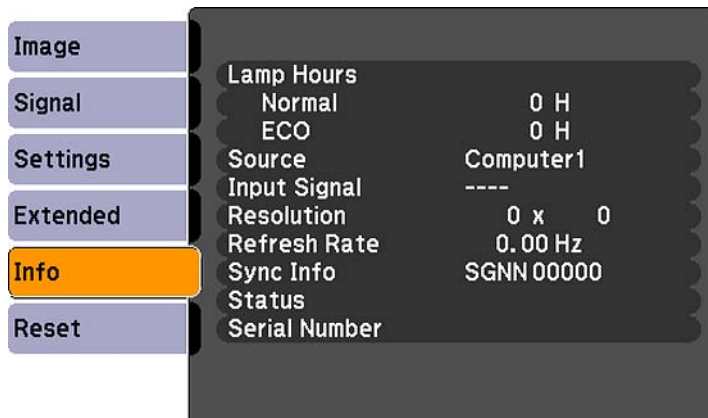 Image
Signal
Settings
Extended
Info
Reset
Lamp Hours
Normal 0 H
ECO 0 H
Source Computer1
Input Signal ----
Resolution 0 x 0
Refresh Rate 0.00 Hz
Sync Info SGNN 00000
Status
Serial Number